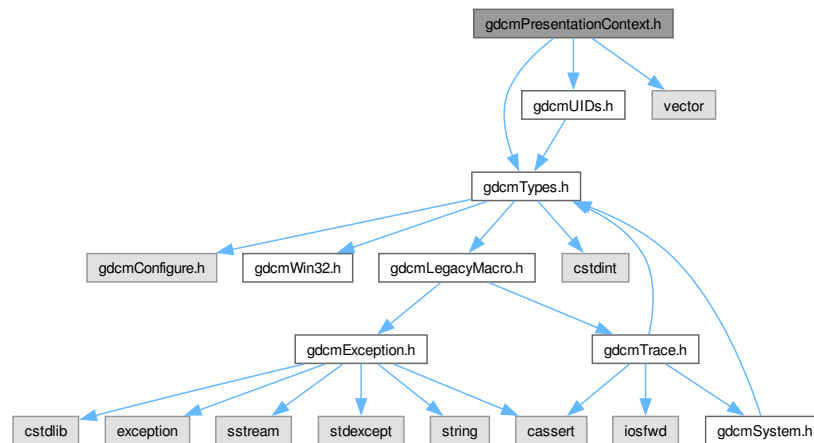 gdcmPresentationContext.h
gdcmUIDs.h
vector
gdcmTypes.h
gdcmConfigure.h
gdcmWin32.h
gdcmLegacyMacro.h
cstdint
gdcmException.h
gdcmTrace.h
cstdlib
exception
sstream
stdexcept
string
cassert
iosfwd
gdcmSystem.h